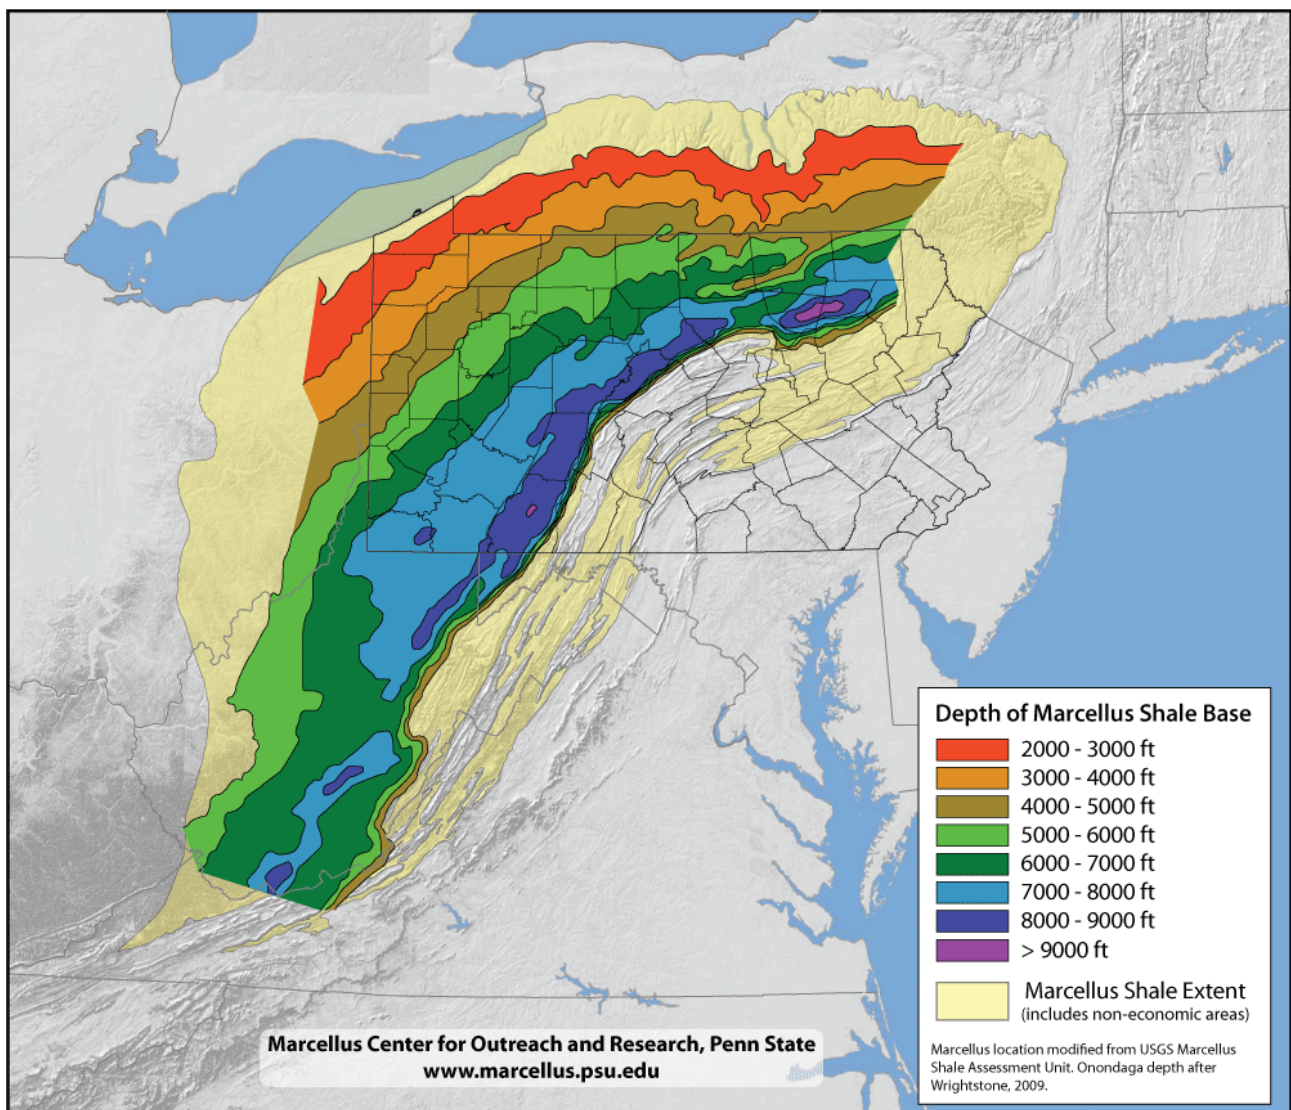 Depth of Marcellus Shale Base
2000 - 3000 ft
3000 - 4000 ft
4000 - 5000 ft
5000 - 6000 ft
6000 - 7000 ft
7000 - 8000 ft
8000 - 9000 ft
> 9000 ft
Marcellus Shale Extent
(includes non-economic areas)
Marcellus location modified from USGS Marcellus
Shale Assessment Unit. Onondaga depth after
Wrightstone, 2009.
Marcellus Center for Outreach and Research, Penn State
www.marcellus.psu.edu